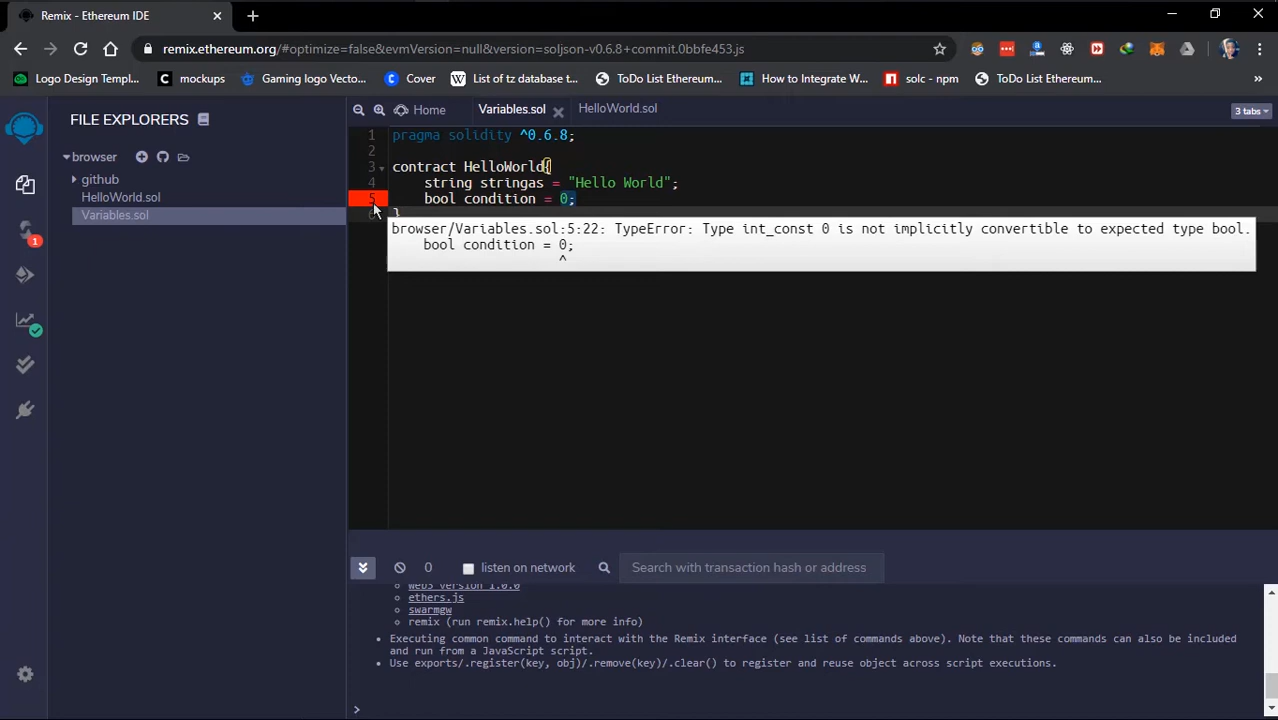 Remix - Ethereum IDE
remix.ethereum.org/#optimize=false&evmVersion=null&version=soljson-v0.6.8+commit.0bbfe453.js
Logo Design Templ... mockups Gaming logo Vecto... Cover List of tz database t... ToDo List Ethereum... How to Integrate W... solc - npm ToDo List Ethereum... »
FILE EXPLORERS
browser
github
HelloWorld.sol
Variables.sol
1
Home Variables.sol HelloWorld.sol 3 tabs
1 pragma solidity ^0.6.8;
2
3 contract HelloWorld{
4 string stringas = "Hello World";
5 bool condition = 0;
6 }
browser/Variables.sol:5:22: TypeError: Type int_const 0 is not implicitly convertible to expected type bool.
bool condition = 0;
^
0 listen on network Search with transaction hash or address
web3 version 1.0.0
ethers.js
swarmgw
remix (run remix.help() for more info)
Executing common command to interact with the Remix interface (see list of commands above). Note that these commands can also be included
and run from a JavaScript script.
Use exports/.register(key, obj)/.remove(key)/.clear() to register and reuse object across script executions.
>